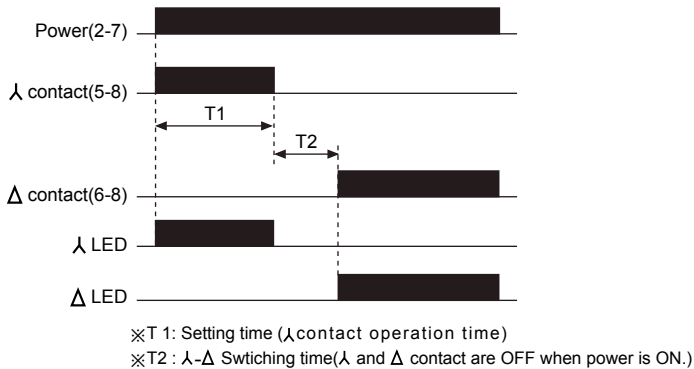 Power(2-7)
⅄ contact(5-8)
T1
T2
Δ contact(6-8)
⅄ LED
Δ LED
※T 1: Setting time (⅄contact operation time)
※T2 : ⅄-Δ Swtiching time(⅄ and Δ contact are OFF when power is ON.)